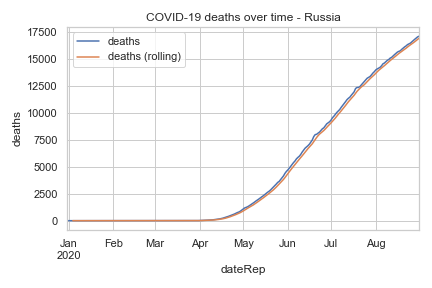 COVID-19 deaths over time - Russia
17500
15000
12500
10000
7500
5000
2500
0
deaths
deaths
deaths (rolling)
Jan Feb Mar Apr May Jun Jul Aug
2020
dateRep